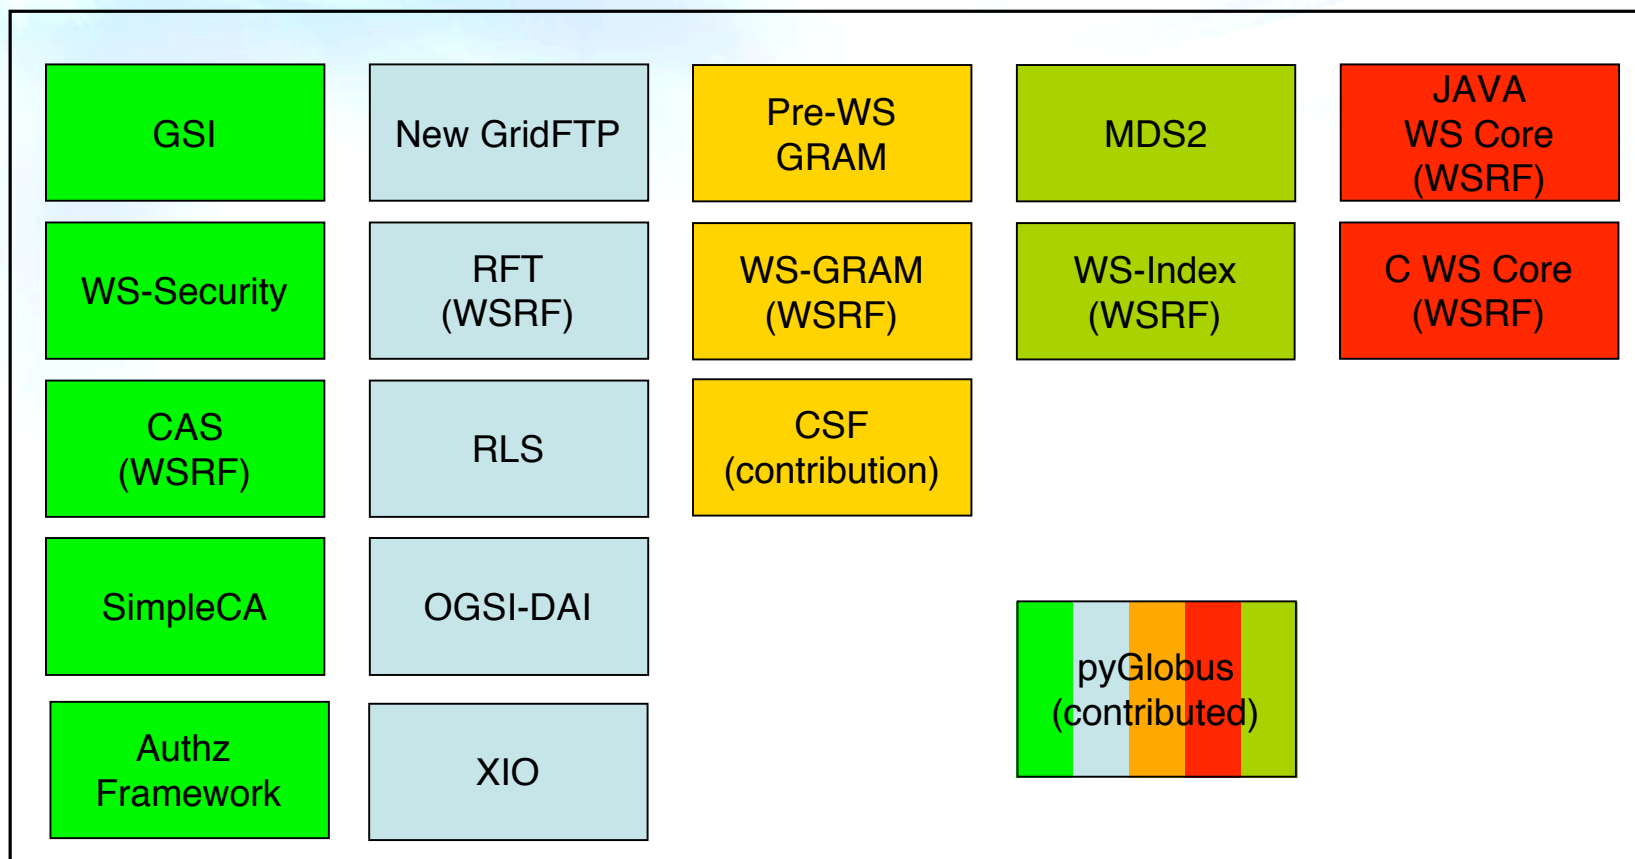 GSI
New GridFTP
Pre-WS
GRAM
MDS2
JAVA
WS Core
(WSRF)
WS-Security
RFT
(WSRF)
WS-GRAM
(WSRF)
WS-Index
(WSRF)
C WS Core
(WSRF)
CAS
(WSRF)
RLS
CSF
(contribution)
SimpleCA
OGSI-DAI
pyGlobus
(contributed)
Authz
Framework
XIO